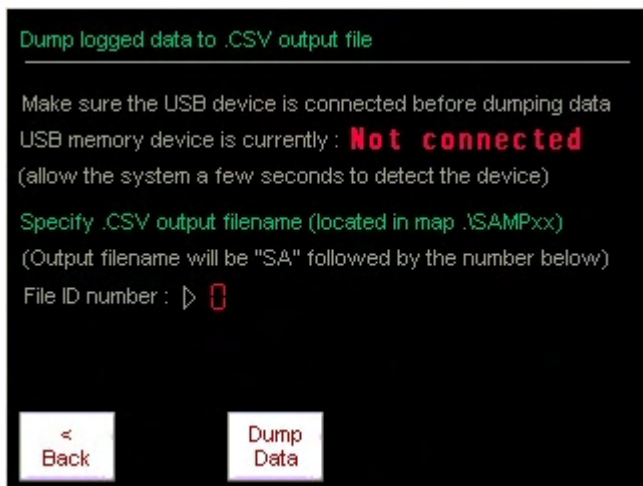 Dump logged data to .CSV output file
Make sure the USB device is connected before dumping data
USB memory device is currently : Not connected
(allow the system a few seconds to detect the device)
Specify .CSV output filename (located in map .\SAMPxx)
(Output filename will be "SA" followed by the number below)
File ID number : ▷ 0
<
Back
Dump
Data